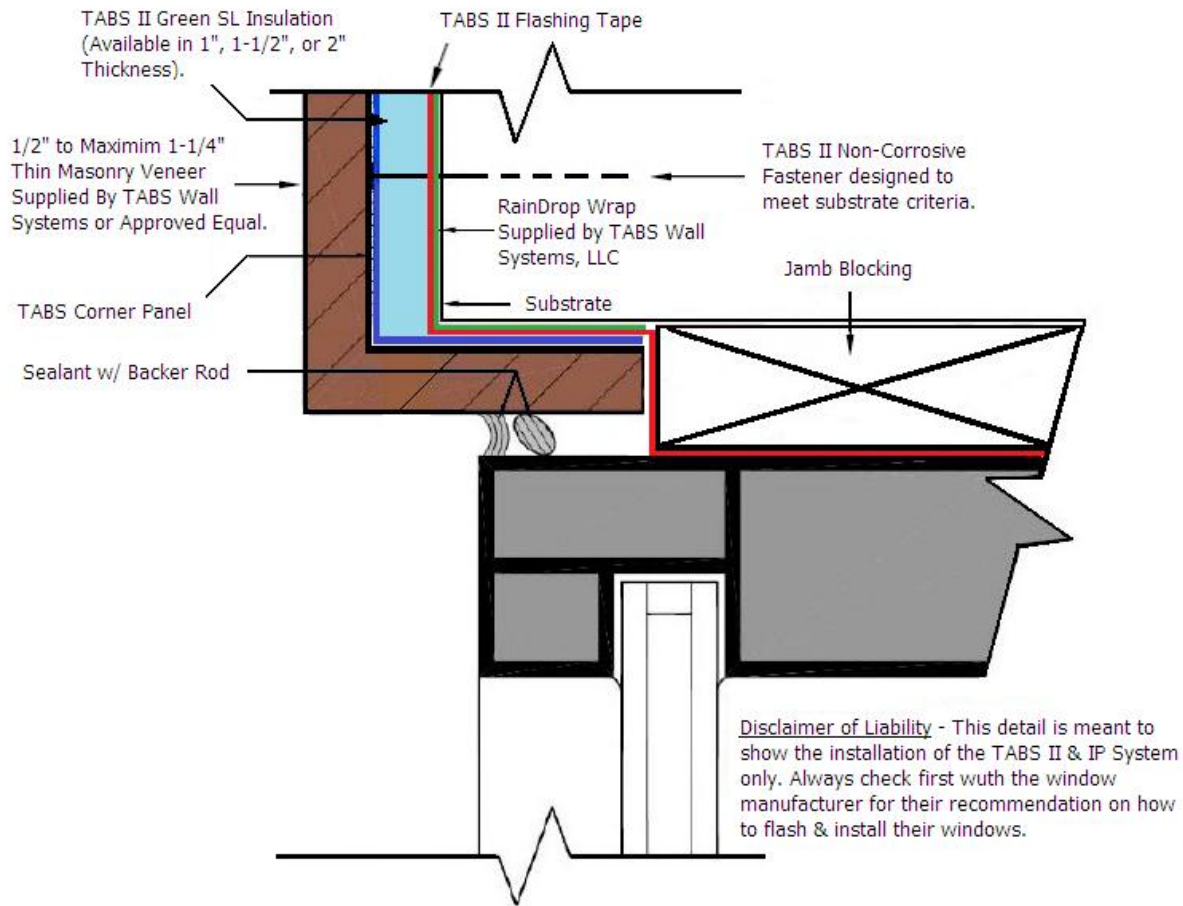 TABS II Green SL Insulation
(Available in 1", 1-1/2", or 2"
Thickness).
TABS II Flashing Tape
1/2" to Maximim 1-1/4"
Thin Masonry Veneer
Supplied By TABS Wall
Systems or Approved Equal.
TABS II Non-Corrosive
Fastener designed to
meet substrate criteria.
RainDrop Wrap
Supplied by TABS Wall
Systems, LLC
Jamb Blocking
TABS Corner Panel
Substrate
Sealant w/ Backer Rod
Disclaimer of Liability - This detail is meant to
show the installation of the TABS II & IP System
only. Always check first wuth the window
manufacturer for their recommendation on how
to flash & install their windows.